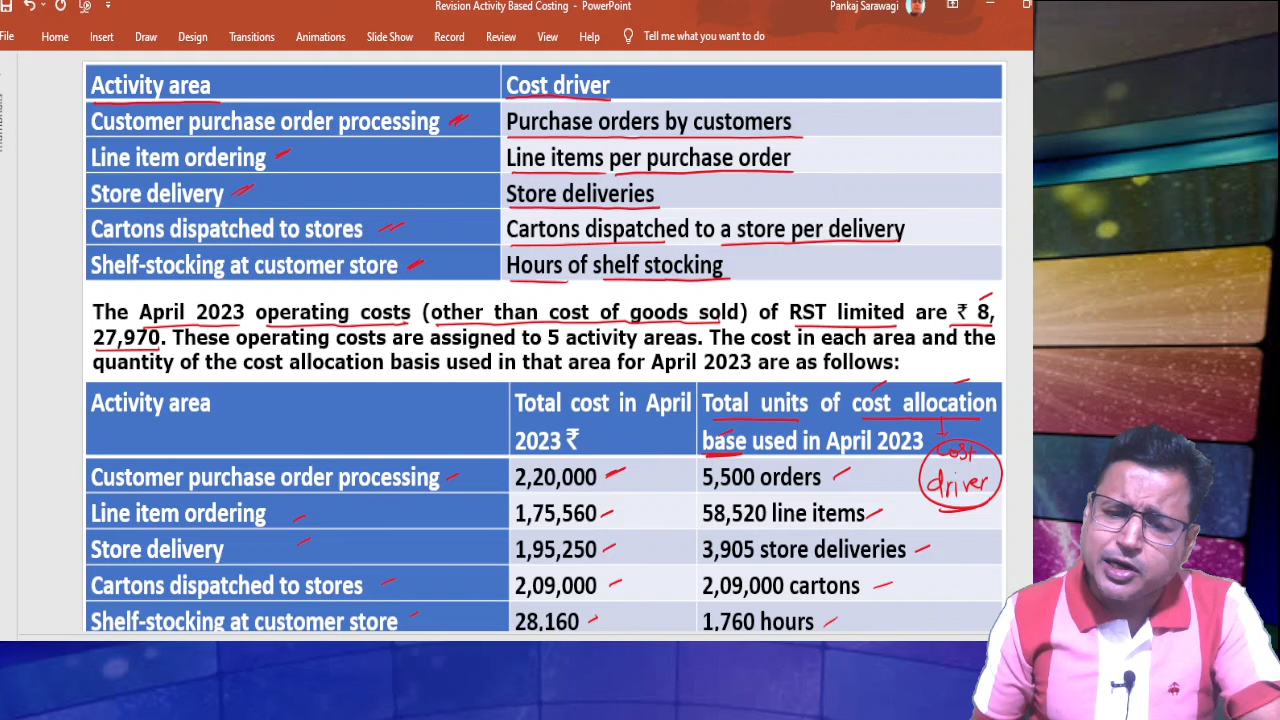 Revision Activity Based Costing - PowerPoint
Pankaj Sarawagi
File Home Insert Draw Design Transitions Animations Slide Show Record Review View Help Tell me what you want to do
Activity area Cost driver
Customer purchase order processing Purchase orders by customers
Line item ordering Line items per purchase order
Store delivery Store deliveries
Cartons dispatched to stores Cartons dispatched to a store per delivery
Shelf-stocking at customer store Hours of shelf stocking
The April 2023 operating costs (other than cost of goods sold) of RST limited are ₹ 8,
27,970. These operating costs are assigned to 5 activity areas. The cost in each area and the
quantity of the cost allocation basis used in that area for April 2023 are as follows:
Activity area Total cost in April Total units of cost allocation
2023 ₹ base used in April 2023
cost
driver
Customer purchase order processing 2,20,000 5,500 orders
Line item ordering 1,75,560 58,520 line items
Store delivery 1,95,250 3,905 store deliveries
Cartons dispatched to stores 2,09,000 2,09,000 cartons
Shelf-stocking at customer store 28,160 1,760 hours